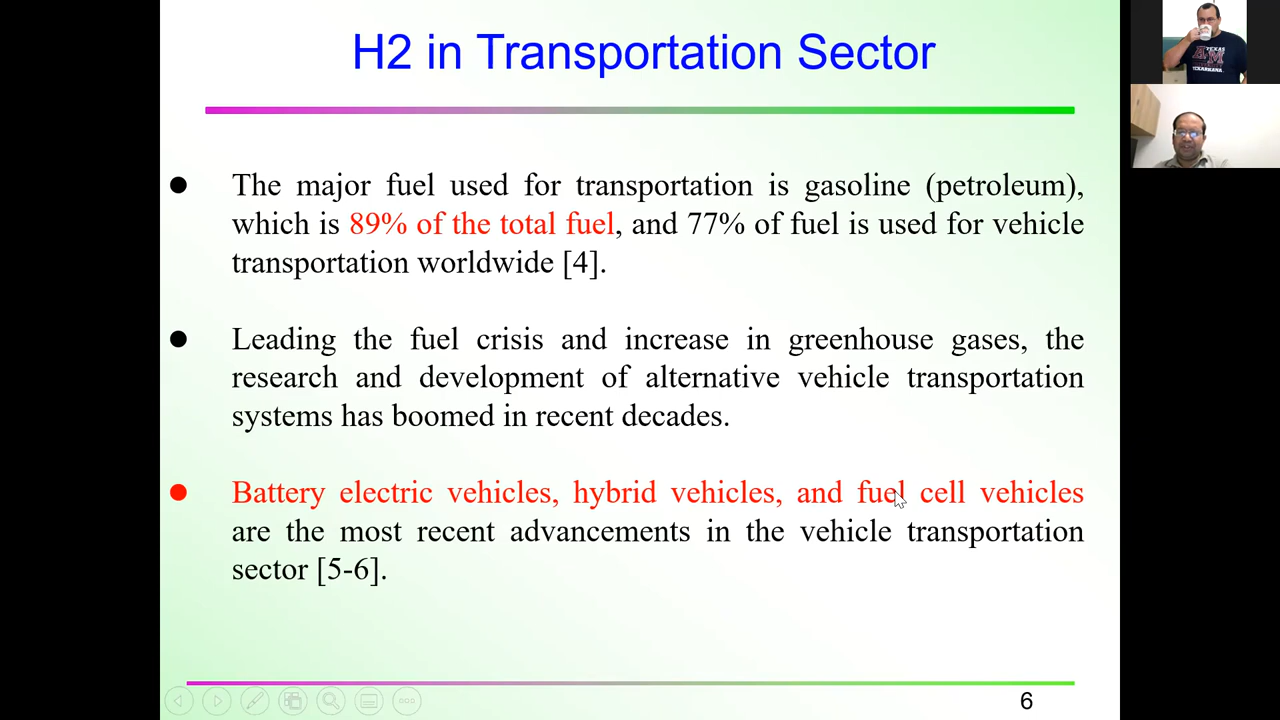 H2 in Transportation Sector
The major fuel used for transportation is gasoline (petroleum),
which is 89% of the total fuel, and 77% of fuel is used for vehicle
transportation worldwide [4].
Leading the fuel crisis and increase in greenhouse gases, the
research and development of alternative vehicle transportation
systems has boomed in recent decades.
Battery electric vehicles, hybrid vehicles, and fuel cell vehicles
are the most recent advancements in the vehicle transportation
sector [5-6].
6
TEXAS
A M
TEXARKANA